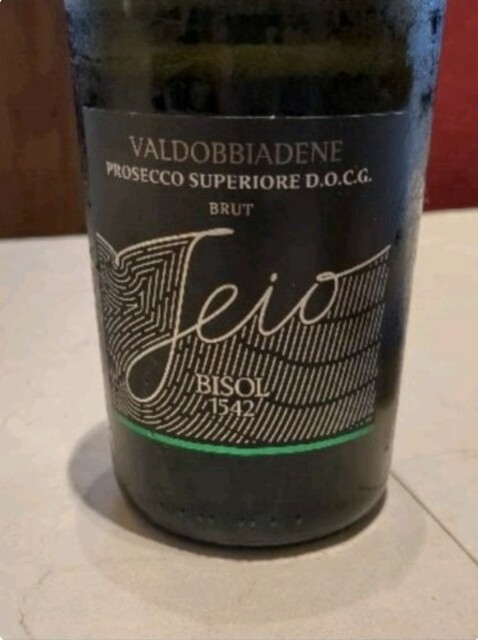 VALDOBBIADENE
PROSECCO SUPERIORE D.O.C.G.
BRUT
Jeio
BISOL
1542